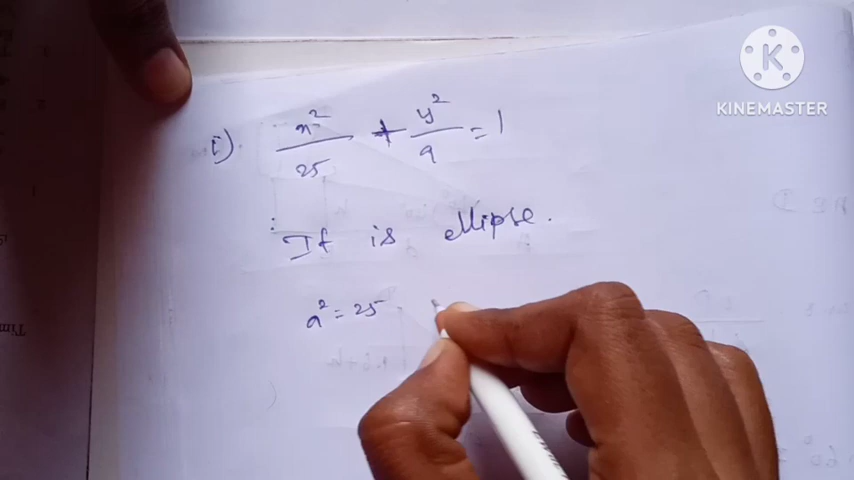 i) x²/25 + y²/9 = 1
It is ellipse.
a² = 25
KINEMASTER